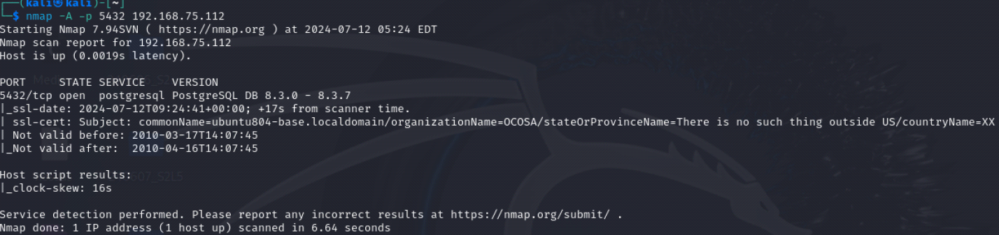 ┌──(kali㉿kali)-[~]
└─$ nmap -A -p 5432 192.168.75.112
Starting Nmap 7.94SVN ( https://nmap.org ) at 2024-07-12 05:24 EDT
Nmap scan report for 192.168.75.112
Host is up (0.0019s latency).
PORT     STATE SERVICE    VERSION
5432/tcp open  postgresql PostgreSQL DB 8.3.0 - 8.3.7
|_ssl-date: 2024-07-12T09:24:41+00:00; +17s from scanner time.
| ssl-cert: Subject: commonName=ubuntu804-base.localdomain/organizationName=OCOSA/stateOrProvinceName=There is no such thing outside US/countryName=XX
| Not valid before: 2010-03-17T14:07:45
|_Not valid after:  2010-04-16T14:07:45
Host script results:
|_clock-skew: 16s
Service detection performed. Please report any incorrect results at https://nmap.org/submit/ .
Nmap done: 1 IP address (1 host up) scanned in 6.64 seconds